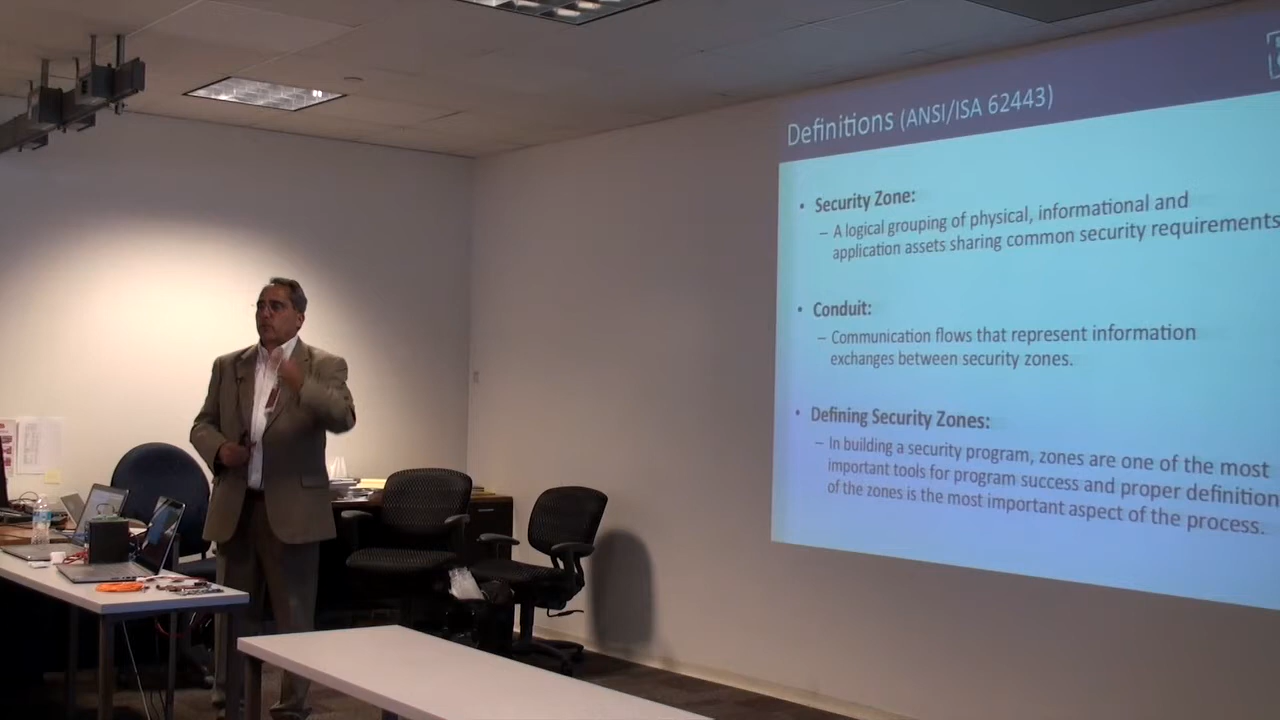 Definitions (ANSI/ISA 62443)
• Security Zone:
– A logical grouping of physical, informational and
application assets sharing common security requirements
• Conduit:
– Communication flows that represent information
exchanges between security zones.
• Defining Security Zones:
– In building a security program, zones are one of the most
important tools for program success and proper definition
of the zones is the most important aspect of the process.